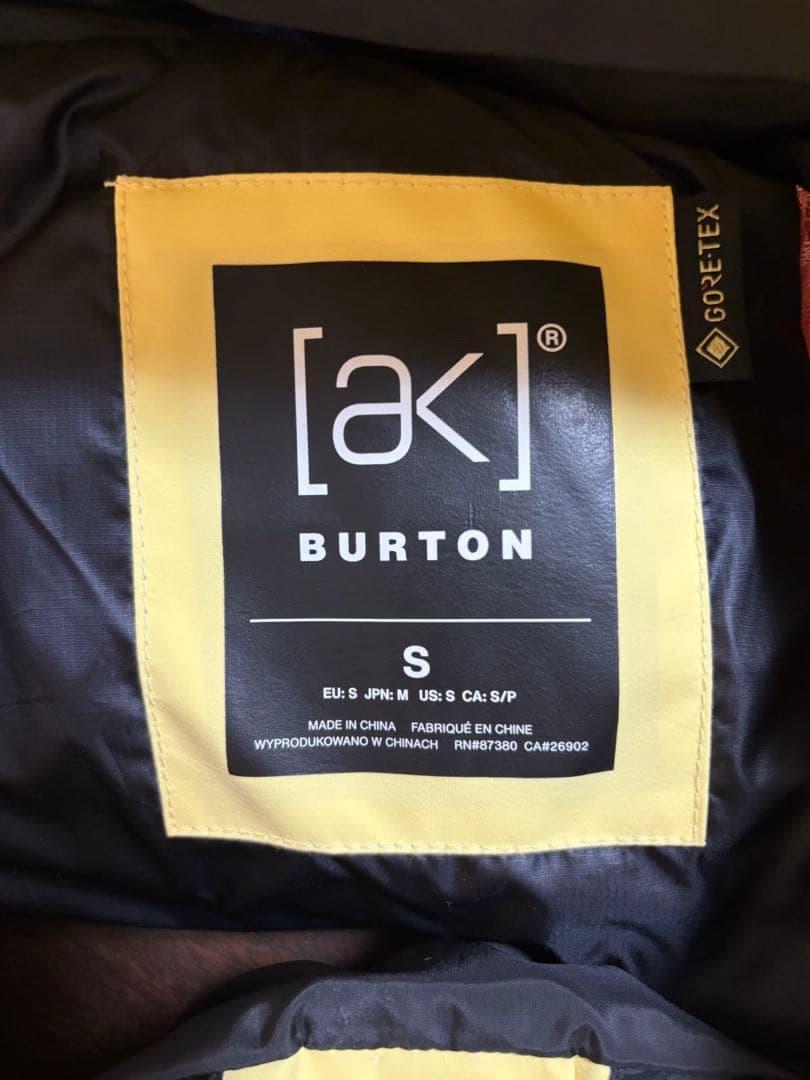 [ak]®
BURTON
S
EU: S JPN: M US: S CA: S/P
MADE IN CHINA FABRIQUÉ EN CHINE
WYPRODUKOWANO W CHINACH RN#87380 CA#26902
GORE-TEX